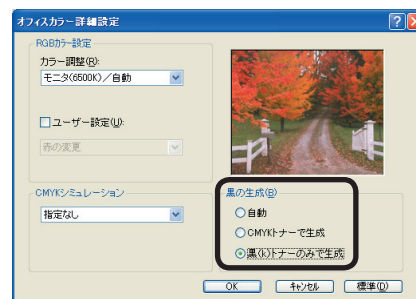 オフィスカラー詳細設定
RGBカラー設定
カラー調整(R):
モニタ(6500K)／自動
ユーザー設定(U):
赤の変更
CMYKシミュレーション
指定なし
黒の生成(B)
自動
CMYKトナーで生成
黒(k)トナーのみで生成
OK
キャンセル
標準(D)